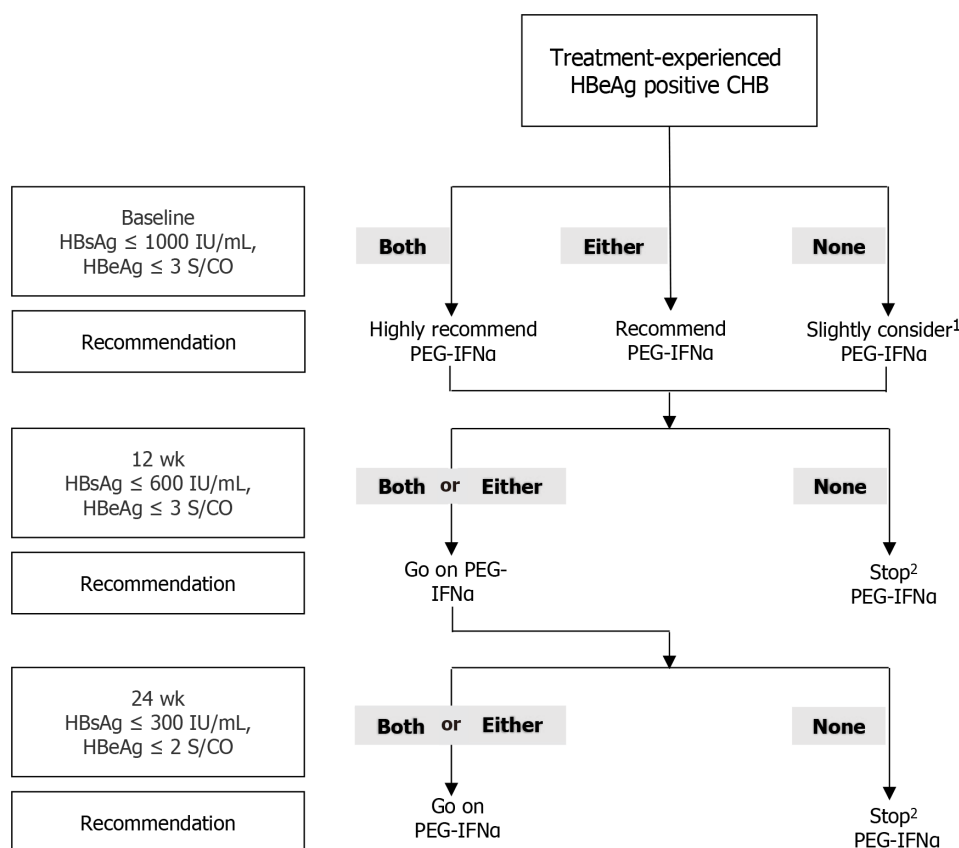 Treatment-experienced
HBeAg positive CHB
Baseline
HBsAg ≤ 1000 IU/mL,
HBeAg ≤ 3 S/CO
Both
Either
None
Recommendation
Highly recommend
PEG-IFNα
Recommend
PEG-IFNα
Slightly consider¹
PEG-IFNα
12 wk
HBsAg ≤ 600 IU/mL,
HBeAg ≤ 3 S/CO
Both or Either
None
Recommendation
Go on PEG-
IFNα
Stop²
PEG-IFNα
24 wk
HBsAg ≤ 300 IU/mL,
HBeAg ≤ 2 S/CO
Both or Either
None
Recommendation
Go on
PEG-IFNα
Stop²
PEG-IFNα